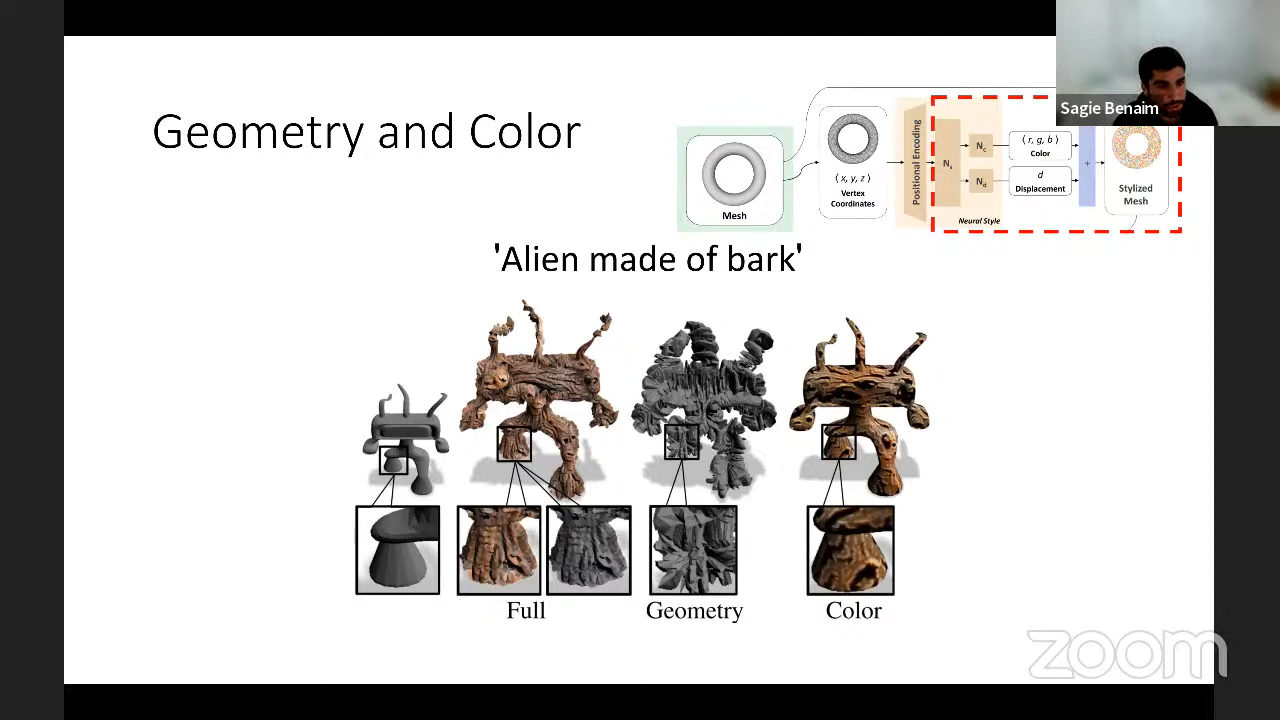 Sagie Benaim
Geometry and Color
Mesh
( x, y, z )
Vertex
Coordinates
Positional Encoding
Ns
Nc
Nd
( r, g, b )
Color
d
Displacement
+
Neural Style
Stylized
Mesh
'Alien made of bark'
Full
Geometry
Color
zoom